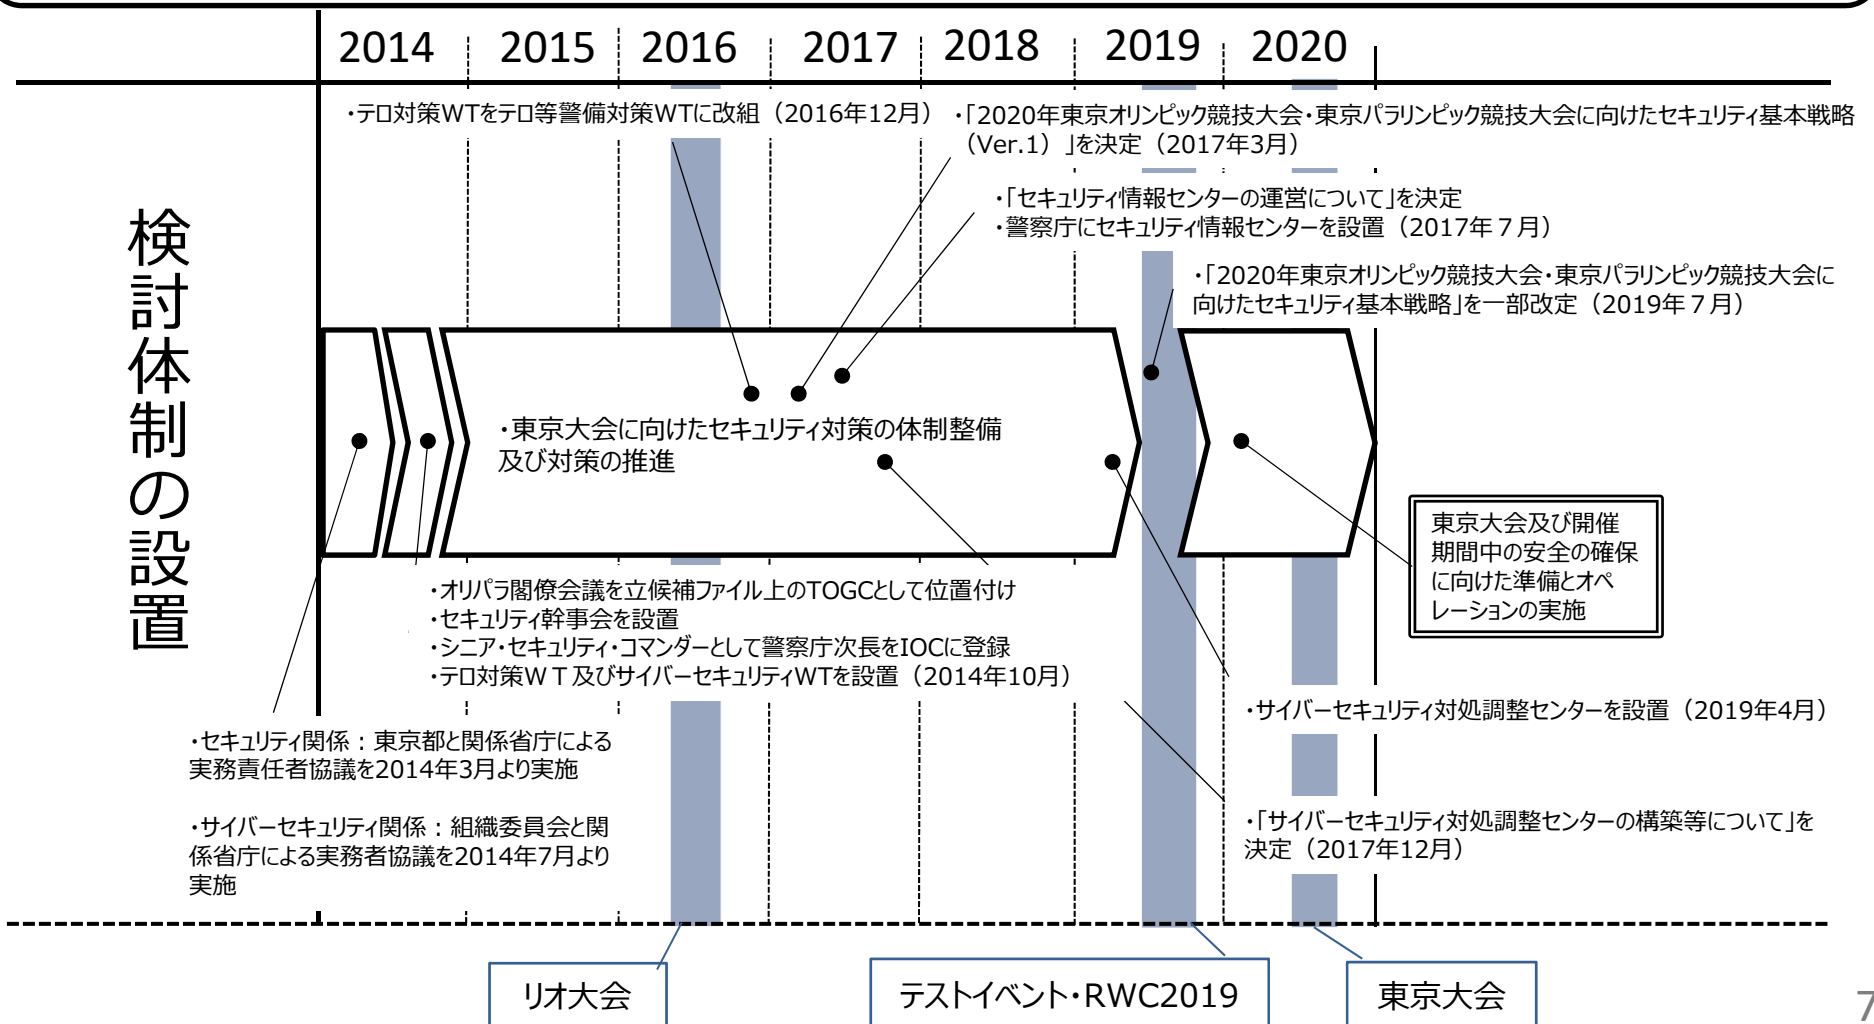 2014 2015 2016 2017 2018 2019 2020
検討体制の設置
・テロ対策WTをテロ等警備対策WTに改組（2016年12月）
・「2020年東京オリンピック競技大会・東京パラリンピック競技大会に向けたセキュリティ基本戦略
（Ver.1）」を決定（2017年3月）
・「セキュリティ情報センターの運営について」を決定
・警察庁にセキュリティ情報センターを設置（2017年７月）
・「2020年東京オリンピック競技大会・東京パラリンピック競技大会に
向けたセキュリティ基本戦略」を一部改定（2019年７月）
・東京大会に向けたセキュリティ対策の体制整備
及び対策の推進
東京大会及び開催
期間中の安全の確保
に向けた準備とオペ
レーションの実施
・オリパラ閣僚会議を立候補ファイル上のTOGCとして位置付け
・セキュリティ幹事会を設置
・シニア・セキュリティ・コマンダーとして警察庁次長をIOCに登録
・テロ対策ＷＴ及びサイバーセキュリティWTを設置（2014年10月）
・サイバーセキュリティ対処調整センターを設置（2019年4月）
・セキュリティ関係：東京都と関係省庁による
実務責任者協議を2014年3月より実施
・サイバーセキュリティ関係：組織委員会と関
係省庁による実務者協議を2014年7月より
実施
・「サイバーセキュリティ対処調整センターの構築等について」を
決定（2017年12月）
リオ大会
テストイベント・RWC2019
東京大会
7